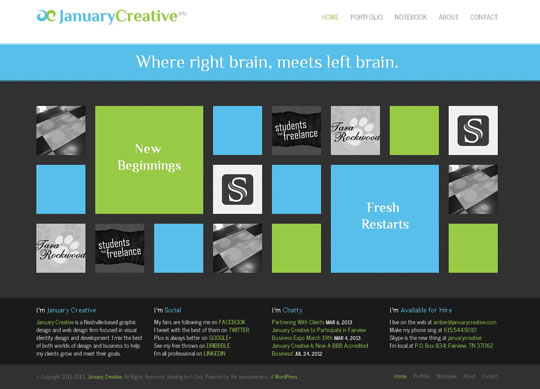 JanuaryCreative
HOME PORTFOLIO NOTEBOOK ABOUT CONTACT
Where right brain, meets left brain.
New
Beginnings
students
freelance
Tara
Rockwood
S
S
Fresh
Restarts
Tara
Rockwood
students
freelance
I'm January Creative
January Creative is a Nashville-based graphic
design and web design firm focused in visual
identity design and development. I mix the best
of both worlds of design and business to help
my clients grow and meet their goals.
I'm Social
My fans are following me on FACEBOOK
I tweet with the best of them on TWITTER
Plus is always better on GOOGLE+
See my free throws on DRIBBBLE
I'm all professional on LINKEDIN
I'm Chatty
Partnering With Clients MAR 6, 2013
January Creative to Participate in Fairview
Business Expo March 19th MAR 4, 2013
January Creative Is Now A BBB Accredited
Business! JUL 24, 2012
I'm Available for Hire
I live on the web at amber@januarycreative.com
Make my phone sing at 615.544.5010
Skype is the new thing at januarycreative
I'm local at P.O. Box 834, Fairview, TN 37062
© Copyright 2010-2013 January Creative. All Rights Reserved. Stealing Isn't Cool. Powered by the awesomeness of WordPress.
Home Portfolio Notebook About Contact